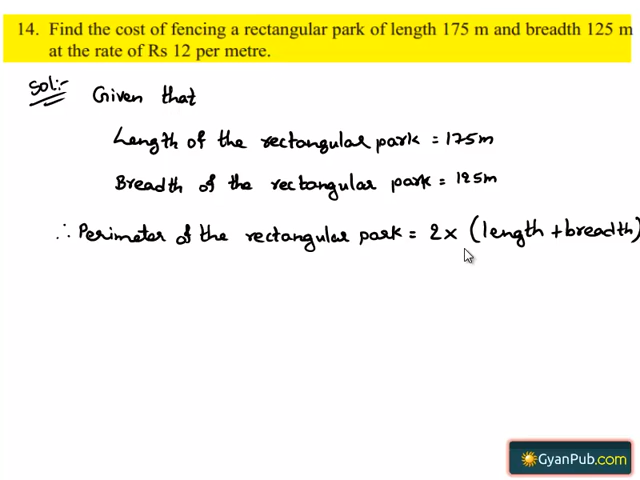 14. Find the cost of fencing a rectangular park of length 175 m and breadth 125 m
at the rate of Rs 12 per metre.
Sol:-
Given that
Length of the rectangular park = 175m
Breadth of the rectangular park = 125m
∴ Perimeter of the rectangular park = 2x (length + breadth)
GyanPub.com